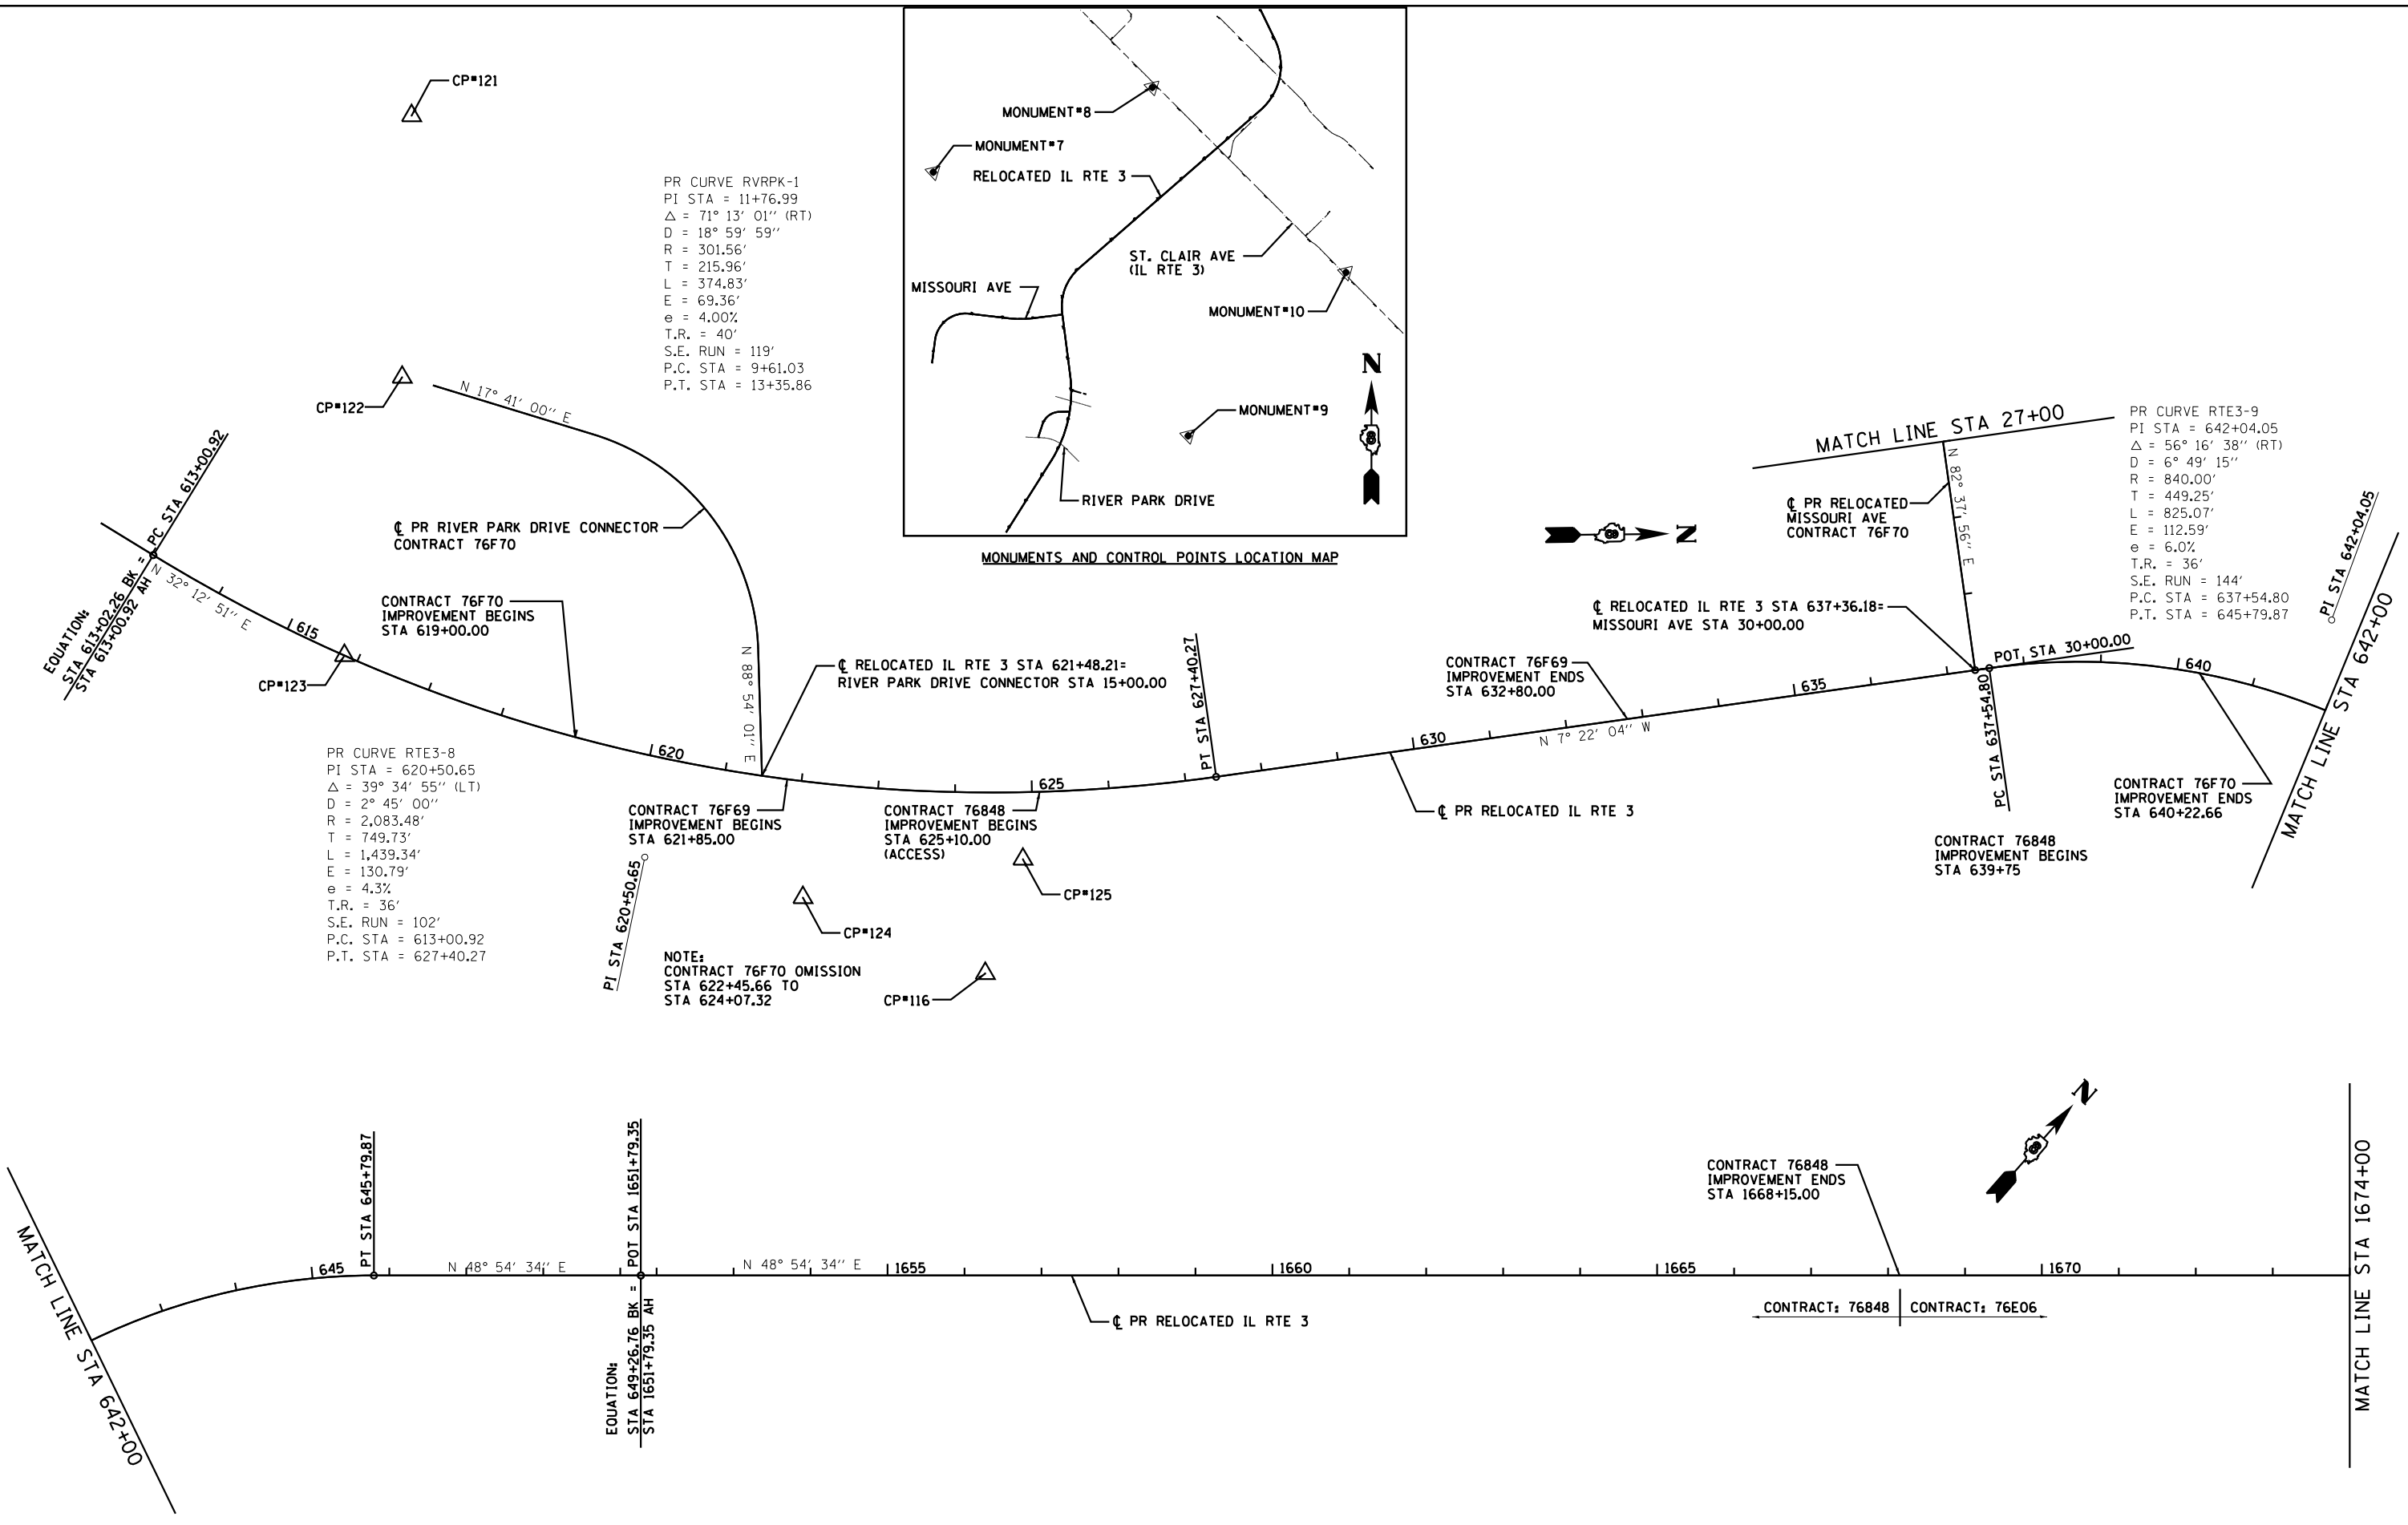 CP#121
PR CURVE RVRPK-1
PI STA = 11+76.99
△ = 71° 13' 01'' (RT)
D = 18° 59' 59''
R = 301.56'
T = 215.96'
L = 374.83'
E = 69.36'
e = 4.00%
T.R. = 40'
S.E. RUN = 119'
P.C. STA = 9+61.03
P.T. STA = 13+35.86
MONUMENT#8
MONUMENT#7
RELOCATED IL RTE 3
ST. CLAIR AVE
(IL RTE 3)
MISSOURI AVE
MONUMENT#10
N
MONUMENT#9
RIVER PARK DRIVE
MONUMENTS AND CONTROL POINTS LOCATION MAP
CP#122
N 17° 41' 00'' E
℄ PR RIVER PARK DRIVE CONNECTOR
CONTRACT 76F70
PC STA 613+00.92
EQUATION:
STA 613+02.26 BK =
STA 613+00.92 AH
N 32° 12' 51'' E
615
CONTRACT 76F70
IMPROVEMENT BEGINS
STA 619+00.00
CP#123
N 88° 54' 01'' E
℄ RELOCATED IL RTE 3 STA 621+48.21=
RIVER PARK DRIVE CONNECTOR STA 15+00.00
N
MATCH LINE STA 27+00
N 82° 37' 56'' E
℄ PR RELOCATED
MISSOURI AVE
CONTRACT 76F70
PR CURVE RTE3-9
PI STA = 642+04.05
△ = 56° 16' 38'' (RT)
D = 6° 49' 15''
R = 840.00'
T = 449.25'
L = 825.07'
E = 112.59'
e = 6.0%
T.R. = 36'
S.E. RUN = 144'
P.C. STA = 637+54.80
P.T. STA = 645+79.87
PI STA 642+04.05
MATCH LINE STA 642+00
℄ RELOCATED IL RTE 3 STA 637+36.18=
MISSOURI AVE STA 30+00.00
POT STA 30+00.00
PT STA 627+40.27
CONTRACT 76F69
IMPROVEMENT ENDS
STA 632+80.00
635
640
620
630
N 7° 22' 04'' W
PC STA 637+54.80
PR CURVE RTE3-8
PI STA = 620+50.65
△ = 39° 34' 55'' (LT)
D = 2° 45' 00''
R = 2,083.48'
T = 749.73'
L = 1,439.34'
E = 130.79'
e = 4.3%
T.R. = 36'
S.E. RUN = 102'
P.C. STA = 613+00.92
P.T. STA = 627+40.27
625
CONTRACT 76F69
IMPROVEMENT BEGINS
STA 621+85.00
CONTRACT 76848
IMPROVEMENT BEGINS
STA 625+10.00
(ACCESS)
℄ PR RELOCATED IL RTE 3
CONTRACT 76F70
IMPROVEMENT ENDS
STA 640+22.66
CONTRACT 76848
IMPROVEMENT BEGINS
STA 639+75
PI STA 620+50.65
CP#125
CP#124
NOTE:
CONTRACT 76F70 OMISSION
STA 622+45.66 TO
STA 624+07.32
CP#116
N
MATCH LINE STA 642+00
645
PT STA 645+79.87
N 48° 54' 34'' E
POT STA 1651+79.35
EQUATION:
STA 649+26.76 BK =
STA 1651+79.35 AH
N 48° 54' 34'' E
1655
℄ PR RELOCATED IL RTE 3
1660
1665
CONTRACT 76848
IMPROVEMENT ENDS
STA 1668+15.00
CONTRACT: 76848
CONTRACT: 76E06
1670
MATCH LINE STA 1674+00